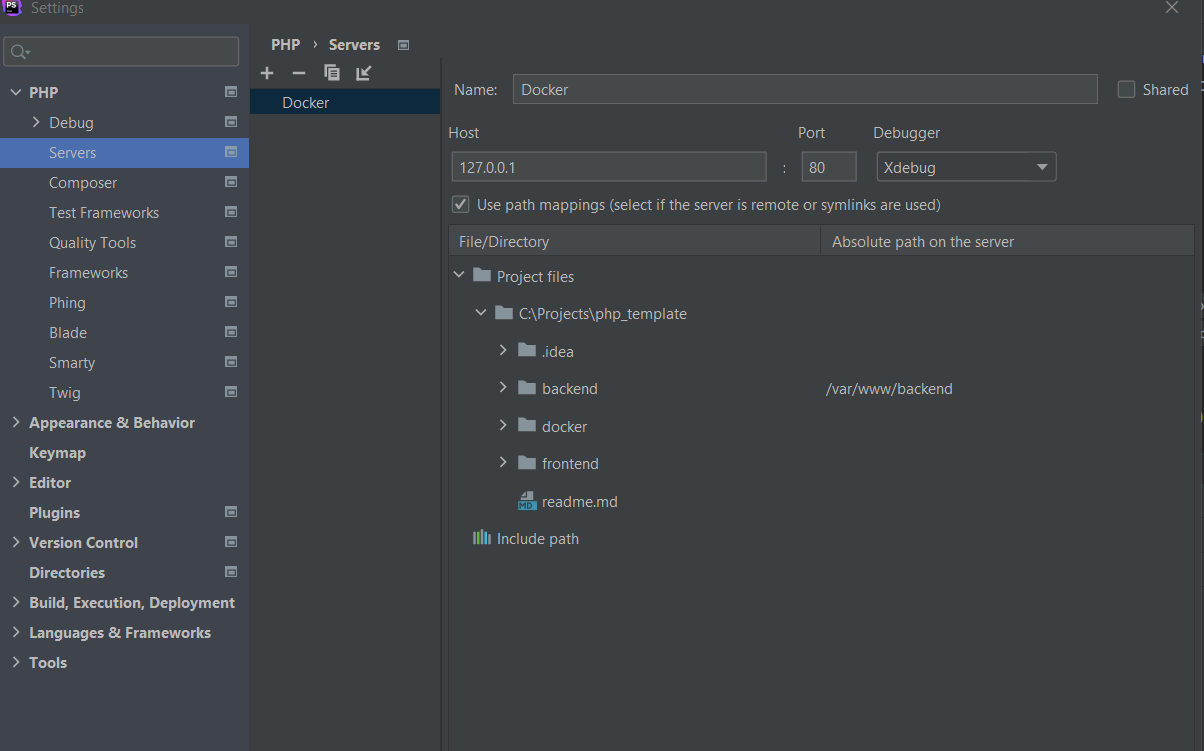 PS Settings
PHP › Servers
PHP
Debug
Servers
Composer
Test Frameworks
Quality Tools
Frameworks
Phing
Blade
Smarty
Twig
Appearance & Behavior
Keymap
Editor
Plugins
Version Control
Directories
Build, Execution, Deployment
Languages & Frameworks
Tools
Docker
Name: Docker Shared
Host Port Debugger
127.0.0.1 : 80 Xdebug
Use path mappings (select if the server is remote or symlinks are used)
File/Directory Absolute path on the server
Project files
C:\Projects\php_template
.idea
backend /var/www/backend
docker
frontend
MD readme.md
Include path